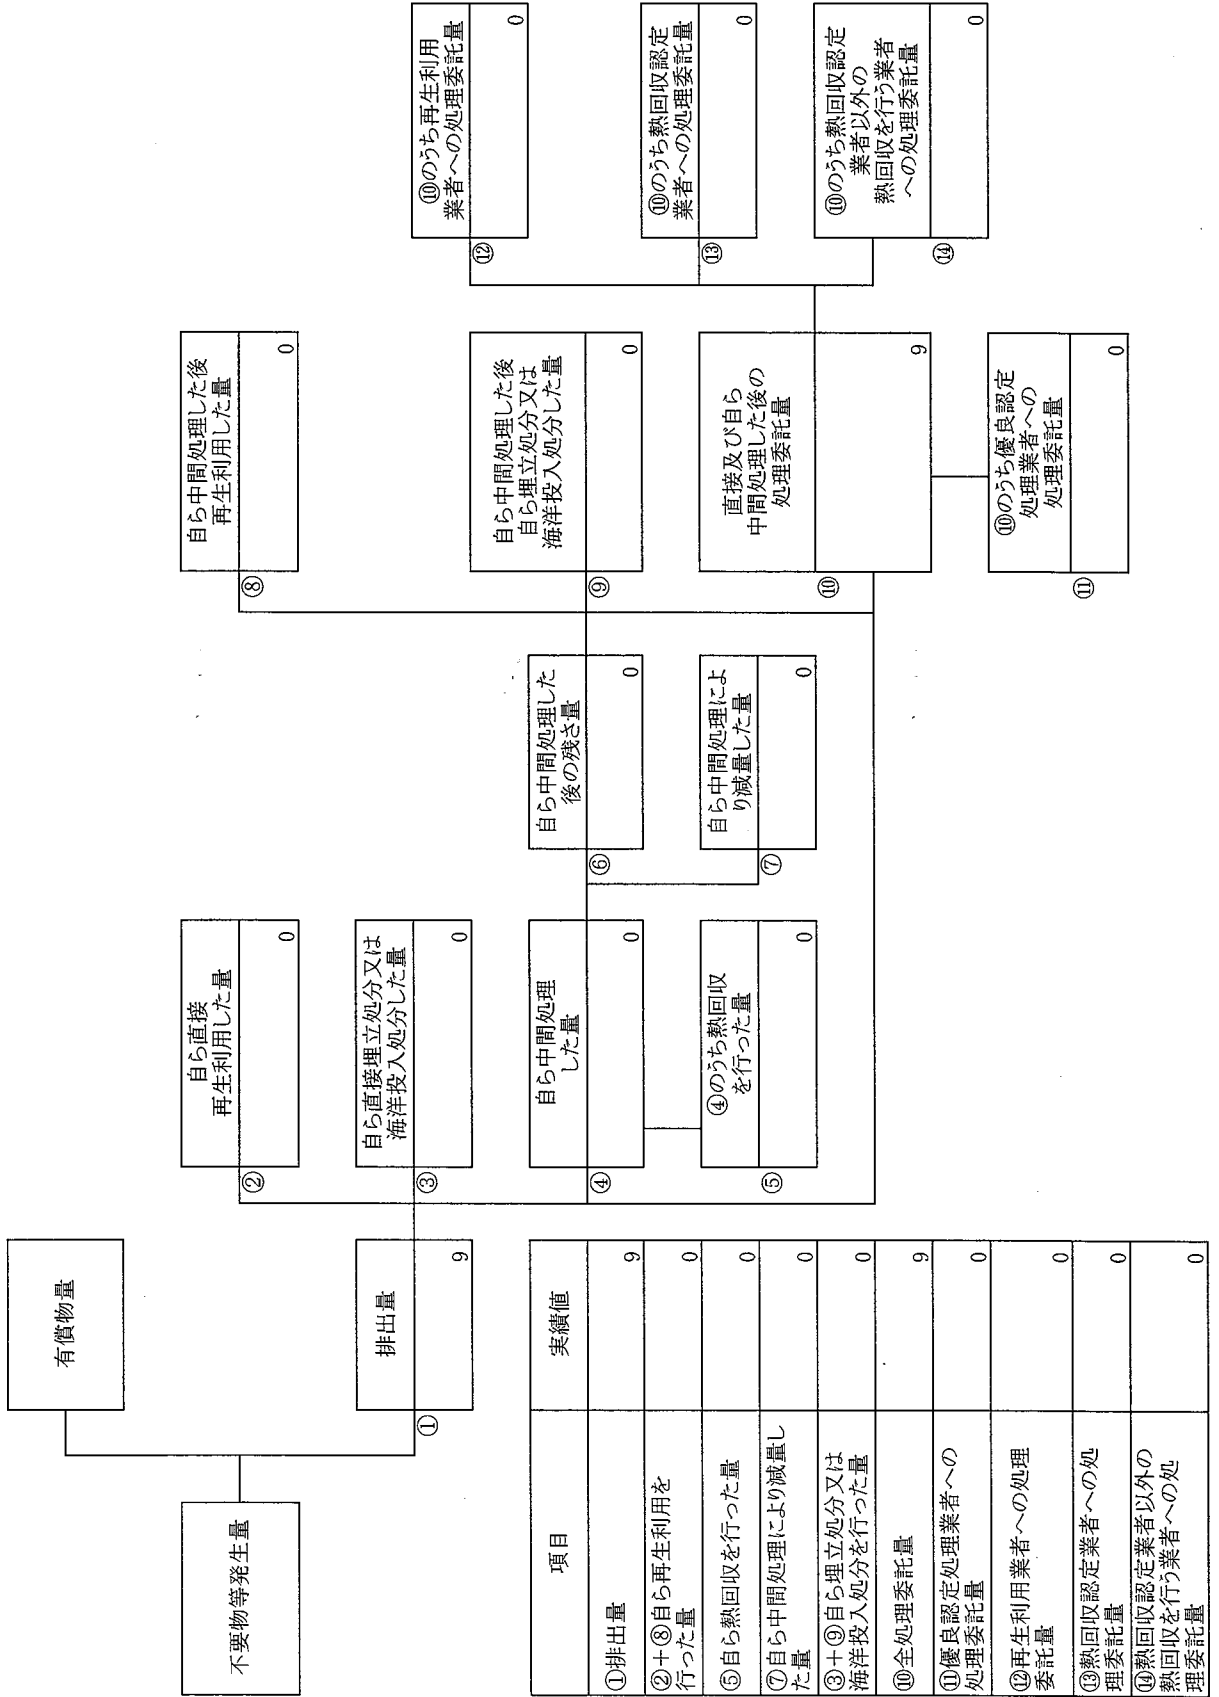 不要物等発生量
有償物量
①
排出量
9
②
自ら直接
再生利用した量
0
③
自ら直接埋立処分又は
海洋投入処分した量
0
④
自ら中間処理
した量
0
⑤
④のうち熱回収
を行った量
0
⑥
自ら中間処理した
後の残さ量
0
⑦
自ら中間処理によ
り減量した量
0
⑧
自ら中間処理した後
再生利用した量
0
⑨
自ら中間処理した後
自ら埋立処分又は
海洋投入処分した量
0
⑩
直接及び自ら
中間処理した後の
処理委託量
9
⑪
⑩のうち優良認定
処理業者への
処理委託量
0
⑫
⑩のうち再生利用
業者への処理委託量
0
⑬
⑩のうち熱回収認定
業者への処理委託量
0
⑭
⑩のうち熱回収認定
業者以外の
熱回収を行う業者
への処理委託量
0
項目 実績値
①排出量 9
②+⑧自ら再生利用を
行った量 0
⑤自ら熱回収を行った量 0
⑦自ら中間処理により減量し
た量 0
③+⑨自ら埋立処分又は
海洋投入処分を行った量 0
⑩全処理委託量 9
⑪優良認定処理業者への
処理委託量 0
⑫再生利用業者への処理
委託量 0
⑬熱回収認定業者への処
理委託量 0
⑭熱回収認定業者以外の
熱回収を行う業者への処
理委託量 0